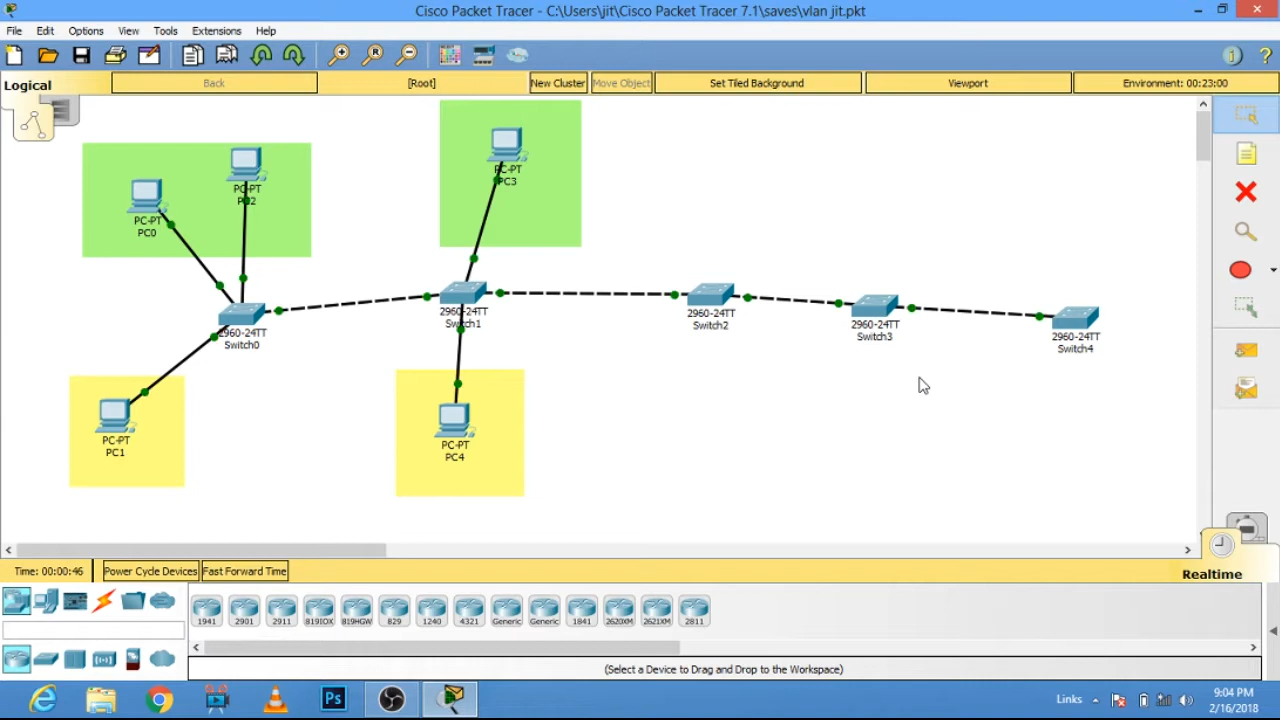 Cisco Packet Tracer - C:\Users\jit\Cisco Packet Tracer 7.1\saves\vlan jit.pkt
File Edit Options View Tools Extensions Help
Logical Back [Root] New Cluster Move Object Set Tiled Background Viewport Environment: 00:23:00
PC-PT
PC0
PC-PT
PC2
PC-PT
PC3
2960-24TT
Switch0
2960-24TT
Switch1
2960-24TT
Switch2
2960-24TT
Switch3
2960-24TT
Switch4
PC-PT
PC1
PC-PT
PC4
Time: 00:00:46 Power Cycle Devices Fast Forward Time
Realtime
1941 2901 2911 819IOX 819HGW 829 1240 4321 Generic Generic 1841 2620XM 2621XM 2811
(Select a Device to Drag and Drop to the Workspace)
Ps
Links
9:04 PM
2/16/2018